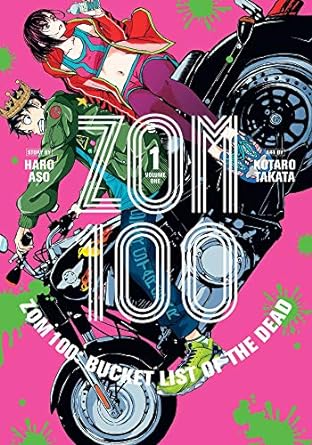 ZOM
1
VOLUME
ONE
[STORY BY]
HARO
ASO
ART BY
KOTARO
TAKATA
100
ZOM 100: BUCKET LIST OF THE DEAD